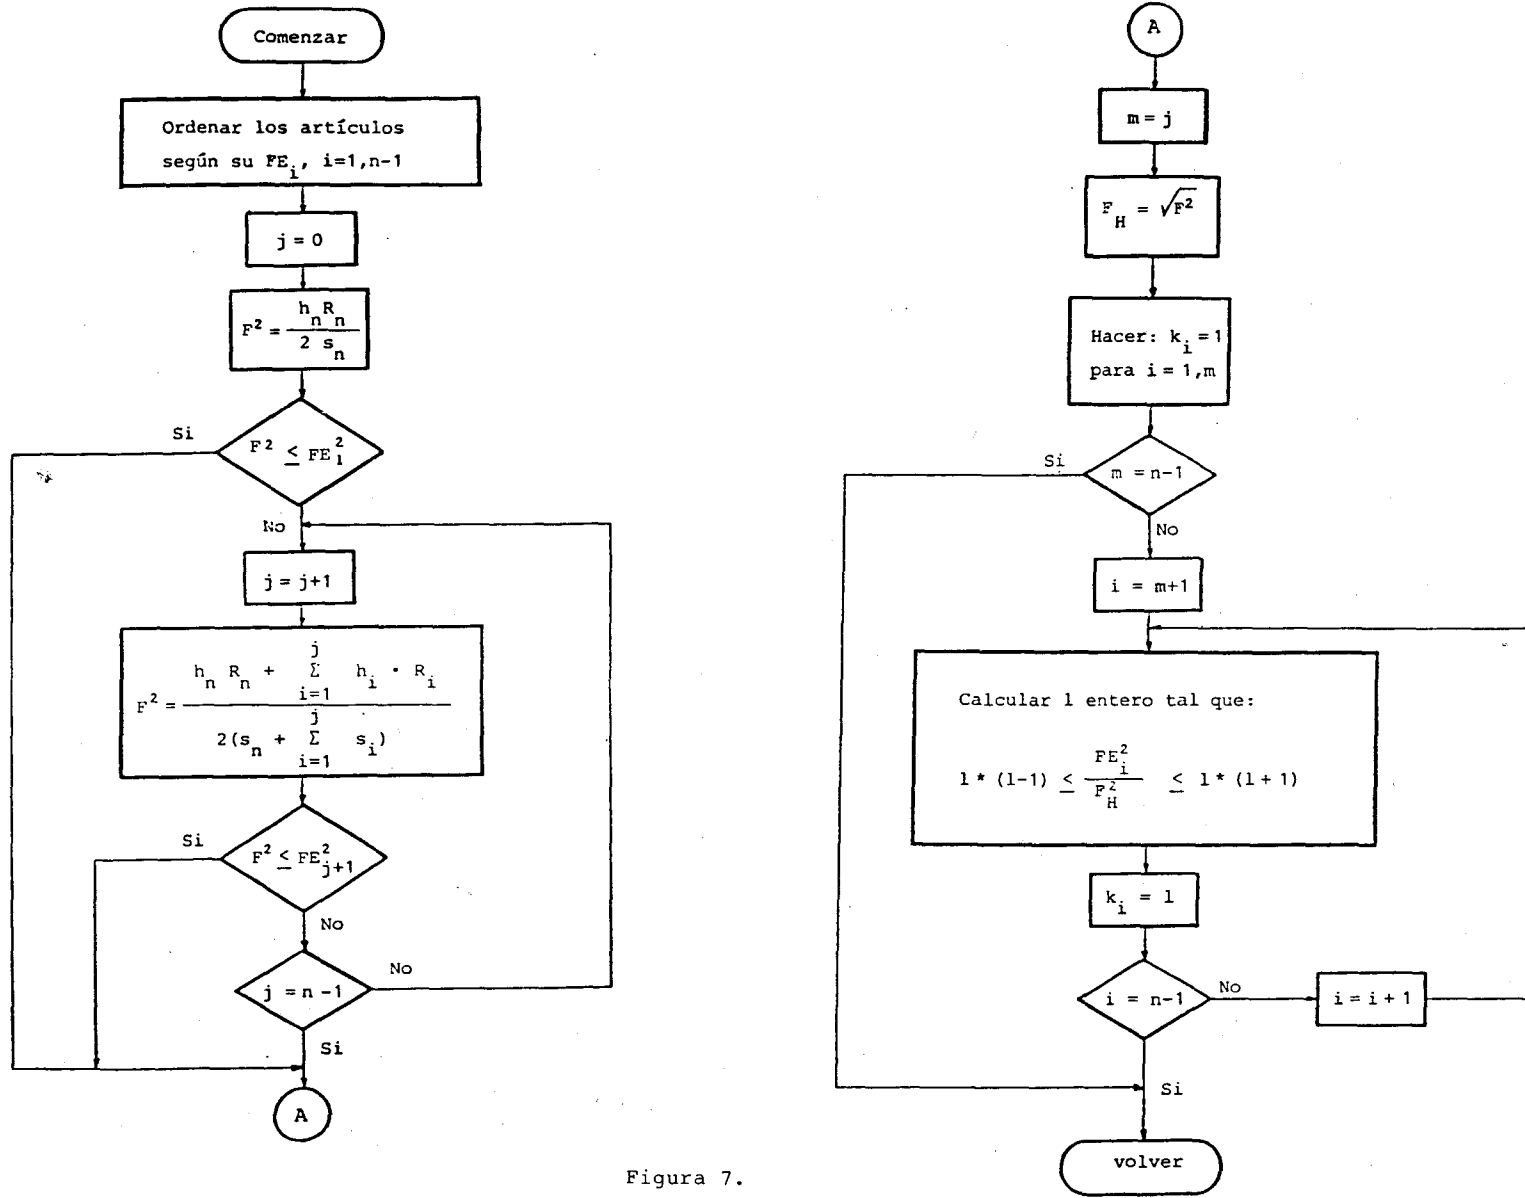 Comenzar
Ordenar los artículos
según su FE_i, i=1,n-1
j = 0
F² = h_n R_n / 2 s_n
F² ≤ FE_1²
Si
No
j = j+1
F² = h_n R_n + Σ_{i=1}^{j} h_i · R_i / 2(s_n + Σ_{i=1}^{j} s_i)
F² ≤ FE²_{j+1}
Si
No
j = n-1
No
Si
A
A
m = j
F_H = √F²
Hacer: k_i = 1
para i = 1,m
m = n-1
Si
No
i = m+1
Calcular l entero tal que:
l * (l-1) ≤ FE_i² / F_H² ≤ l * (l + 1)
k_i = l
i = n-1
No
i = i + 1
Si
volver
Figura 7.